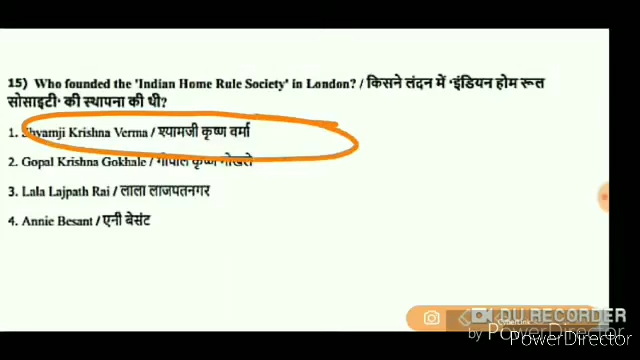 15) Who founded the 'Indian Home Rule Society' in London? / किसने लंदन में 'इंडियन होम रूल
सोसाइटी' की स्थापना की थी?
1. Shyamji Krishna Verma / श्यामजी कृष्ण वर्मा
2. Gopal Krishna Gokhale / गोपाल कृष्ण गोखले
3. Lala Lajpath Rai / लाला लाजपतनगर
4. Annie Besant / एनी बेसंट
DU RECORDER
by PowerDirector
PowerDirector